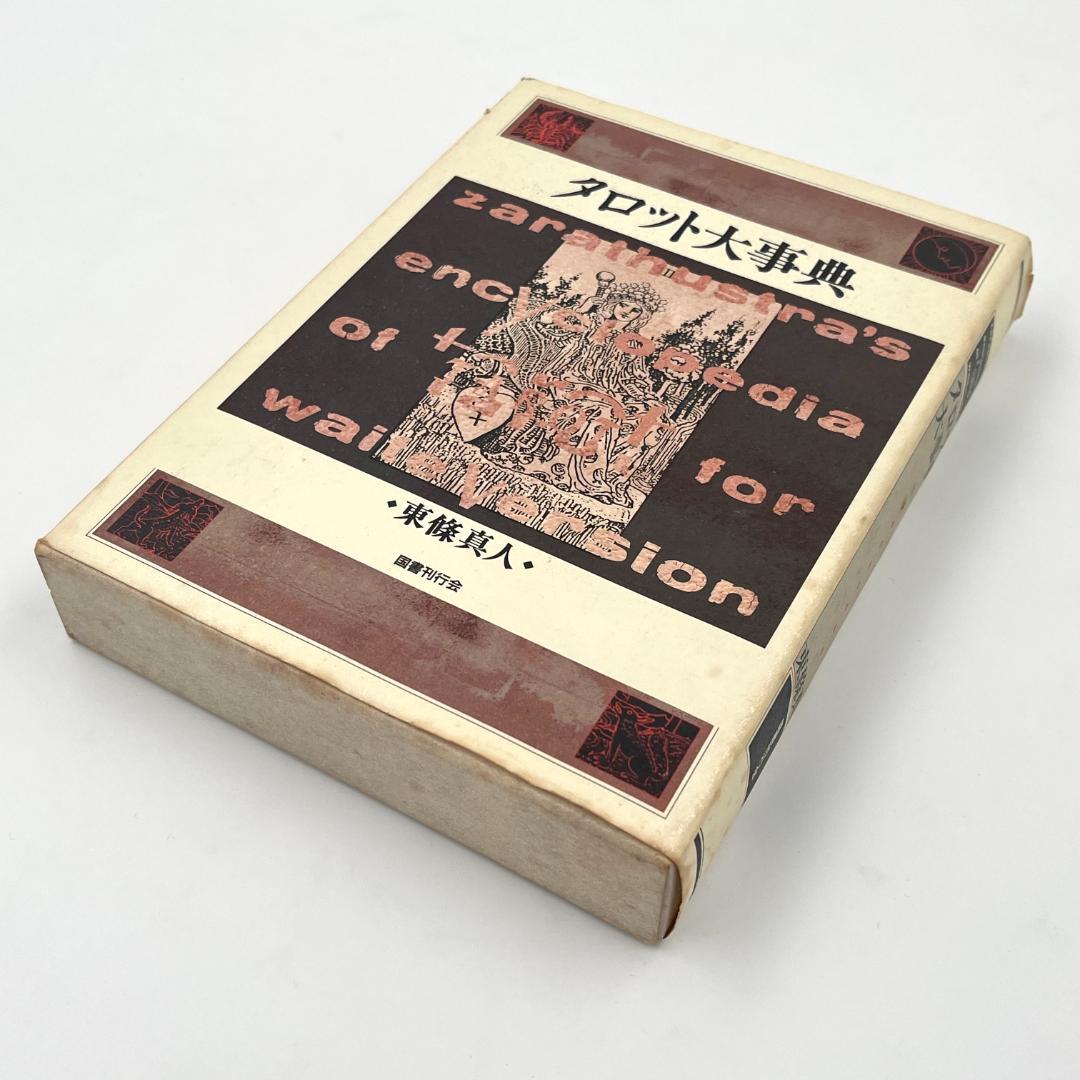 タロット大事典
zarathustra's
encyclopedia
of tarot for
waite version
III
◆東條真人◆
国書刊行会